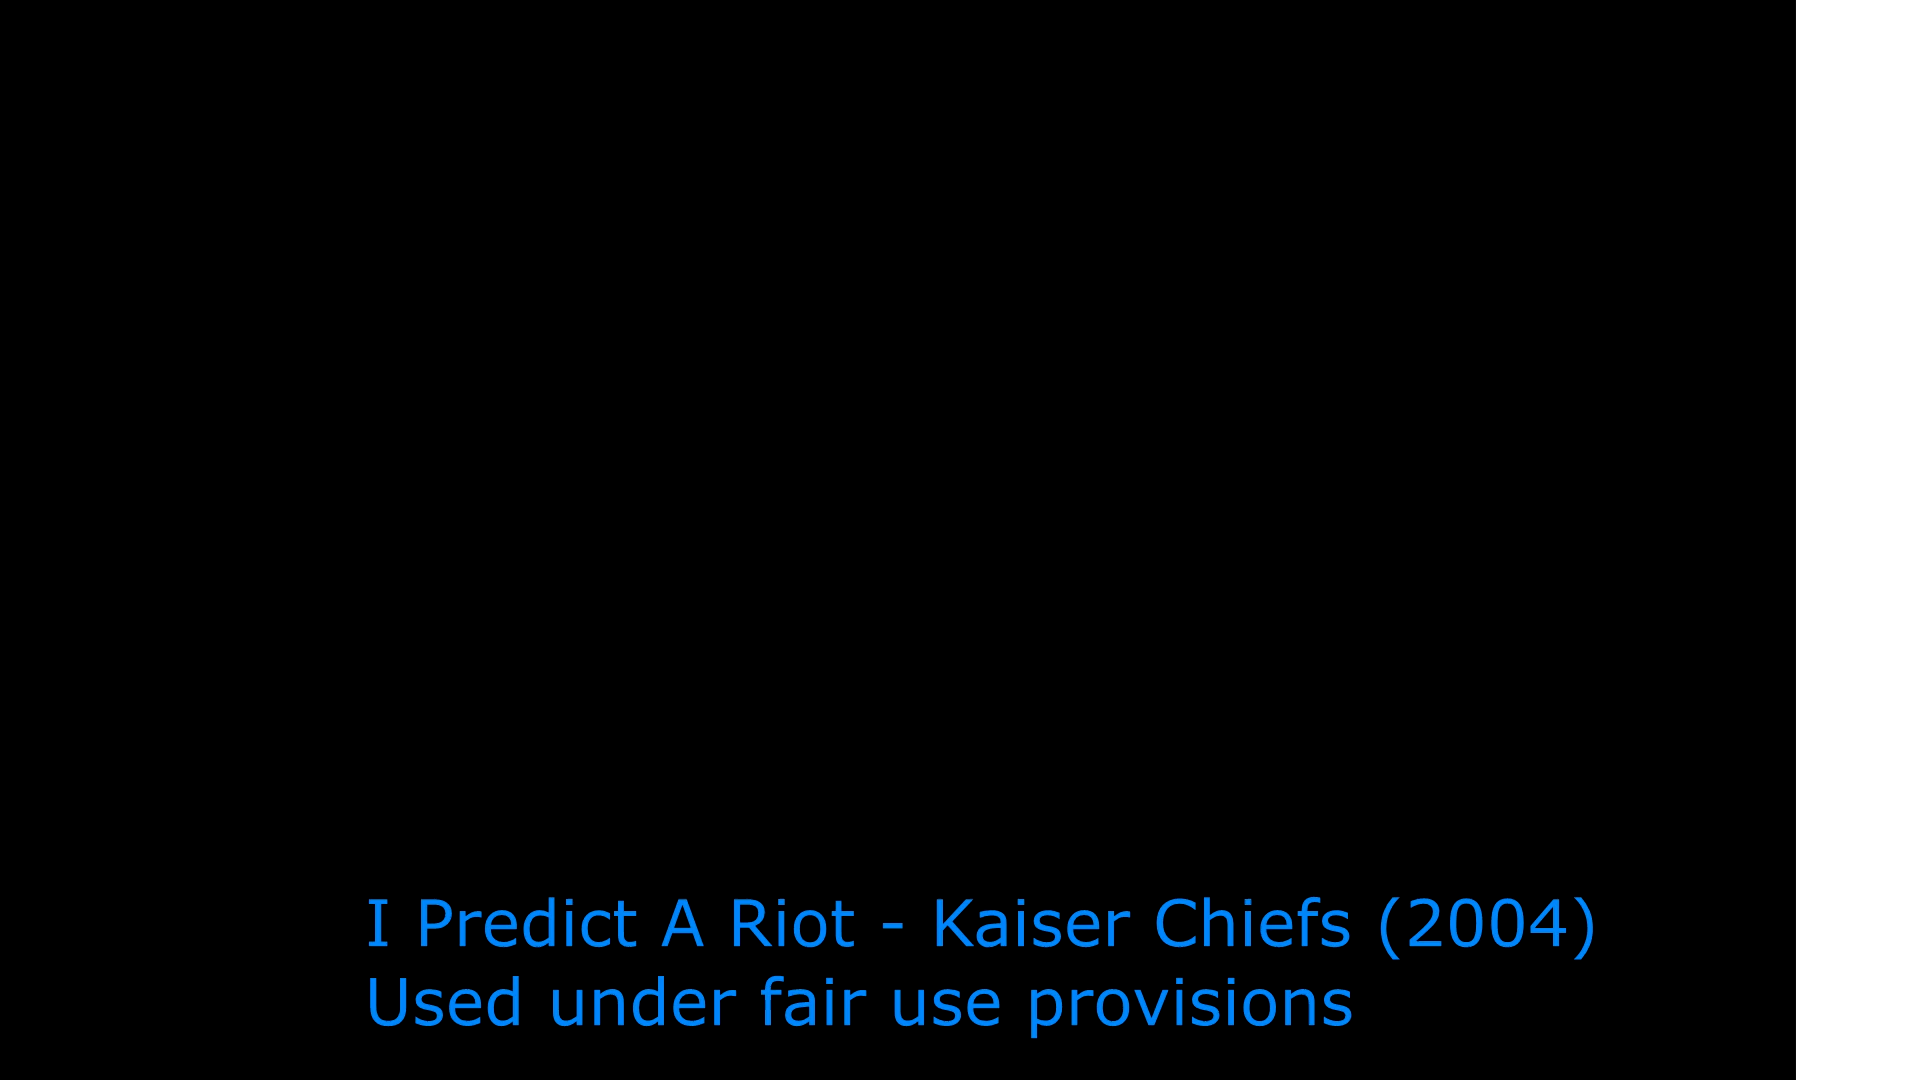 I Predict A Riot - Kaiser Chiefs (2004)
Used under fair use provisions